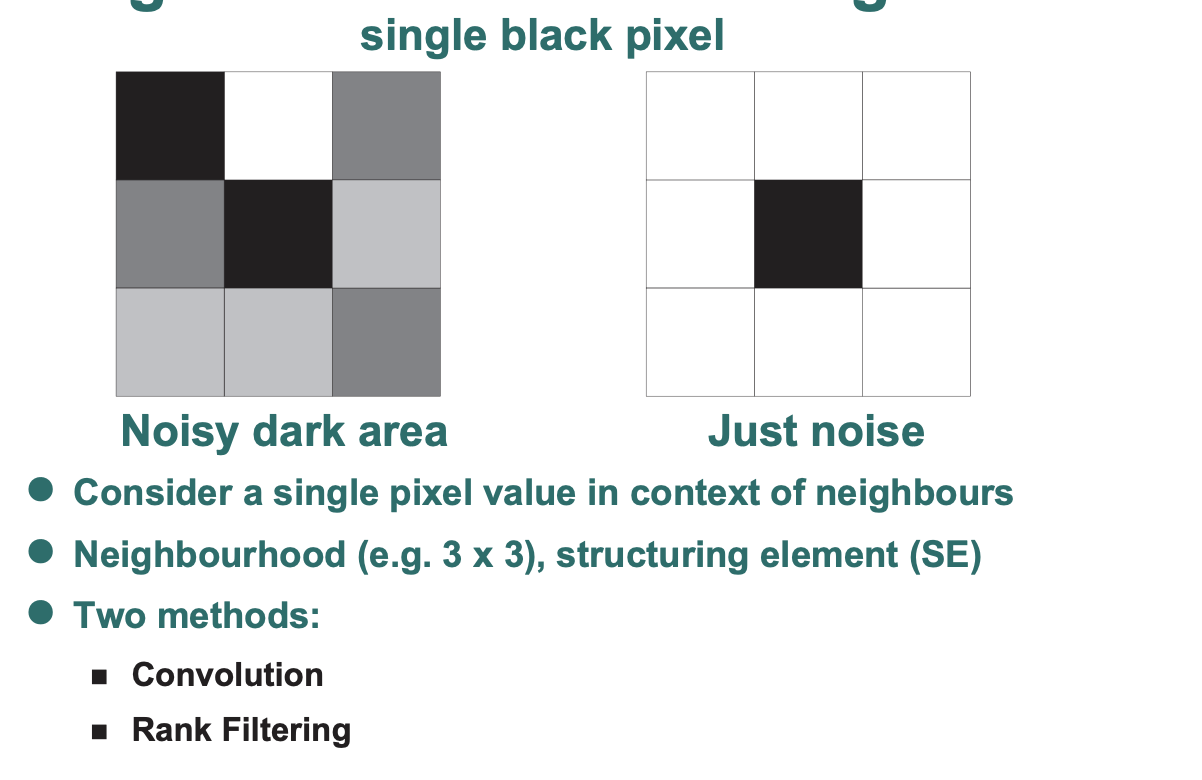 single black pixel
Noisy dark area
Just noise
Consider a single pixel value in context of neighbours
Neighbourhood (e.g. 3 x 3), structuring element (SE)
Two methods:
Convolution
Rank Filtering